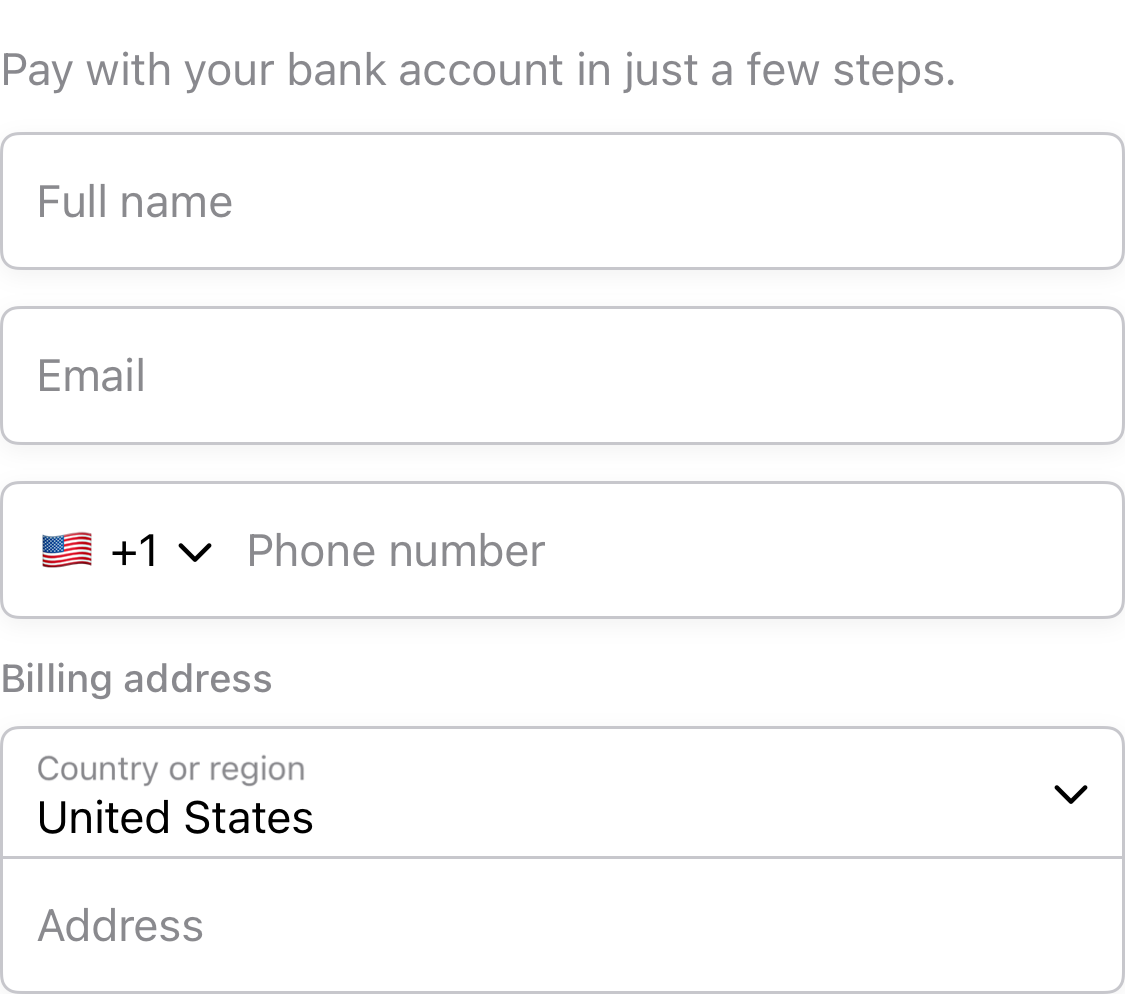 Pay with your bank account in just a few steps.
Full name
Email
+1 Phone number
Billing address
Country or region
United States
Address